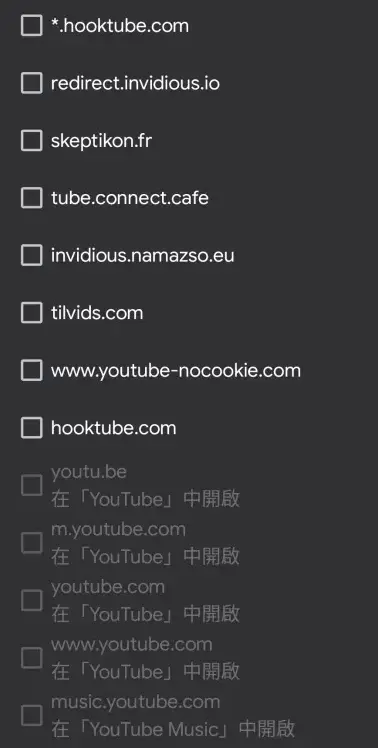 *.hooktube.com
redirect.invidious.io
skeptikon.fr
tube.connect.cafe
invidious.namazso.eu
tilvids.com
www.youtube-nocookie.com
hooktube.com
youtu.be
在「YouTube」中開啟
m.youtube.com
在「YouTube」中開啟
youtube.com
在「YouTube」中開啟
www.youtube.com
在「YouTube」中開啟
music.youtube.com
在「YouTube Music」中開啟